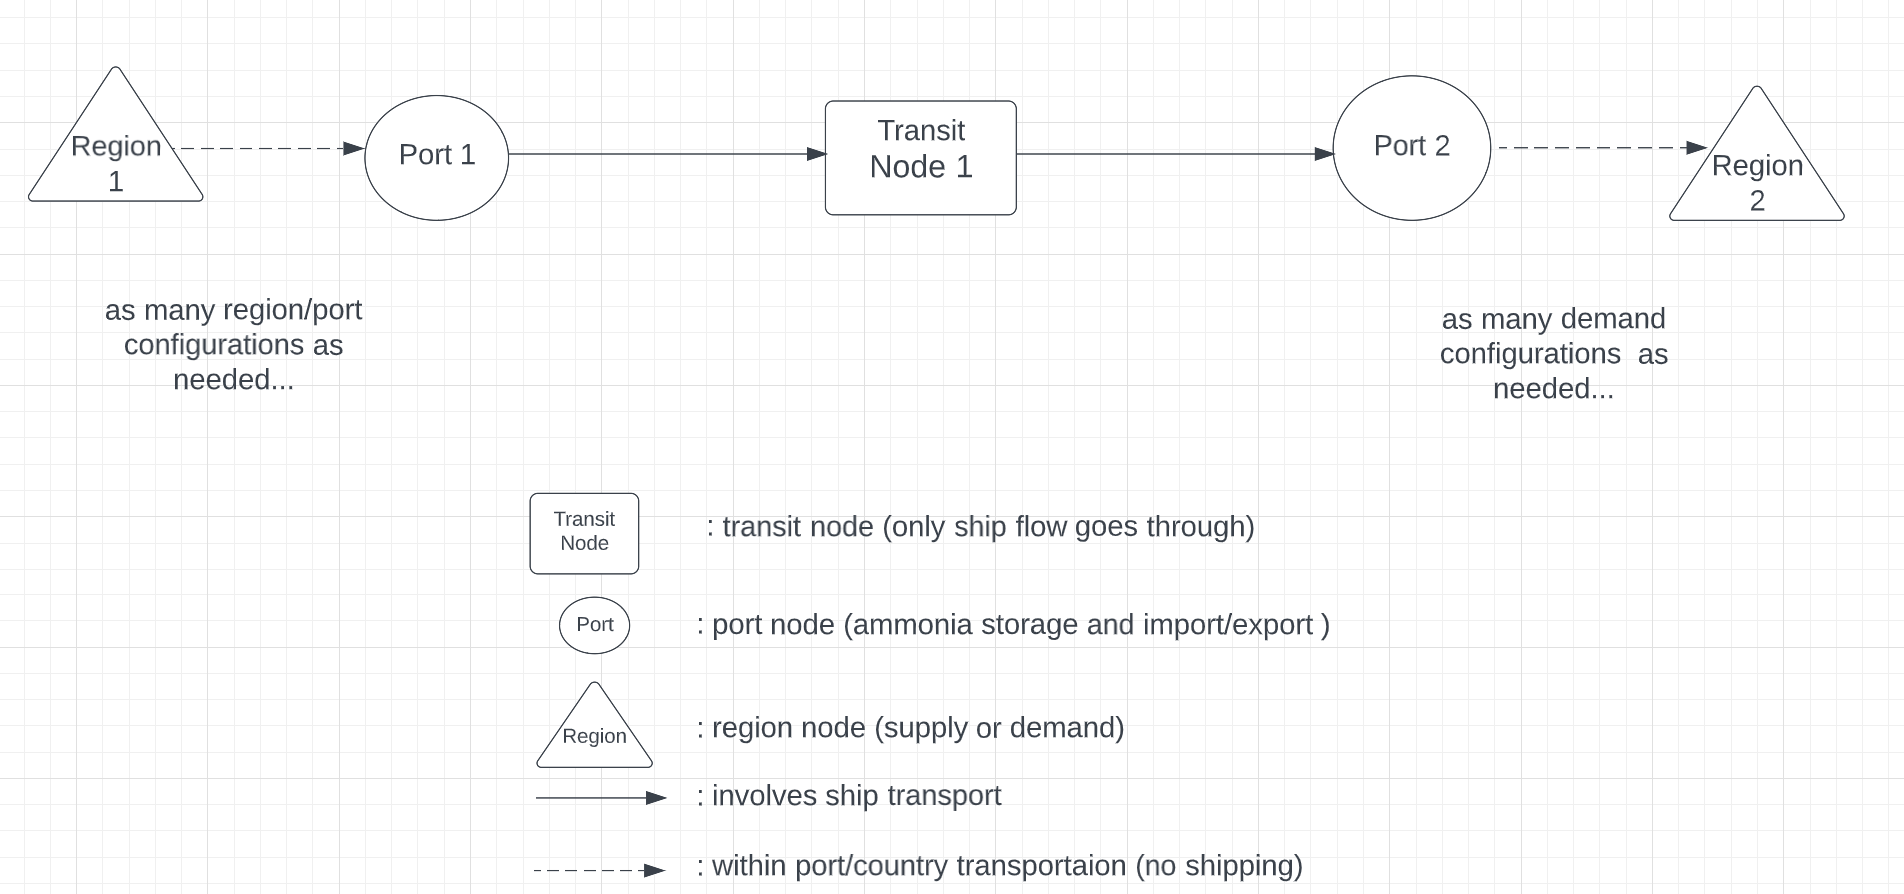 Region
1
Port 1
Transit
Node 1
Port 2
Region
2
as many region/port
configurations as
needed...
as many demand
configurations as
needed...
Transit
Node
: transit node (only ship flow goes through)
Port
: port node (ammonia storage and import/export )
Region
: region node (supply or demand)
: involves ship transport
: within port/country transportaion (no shipping)